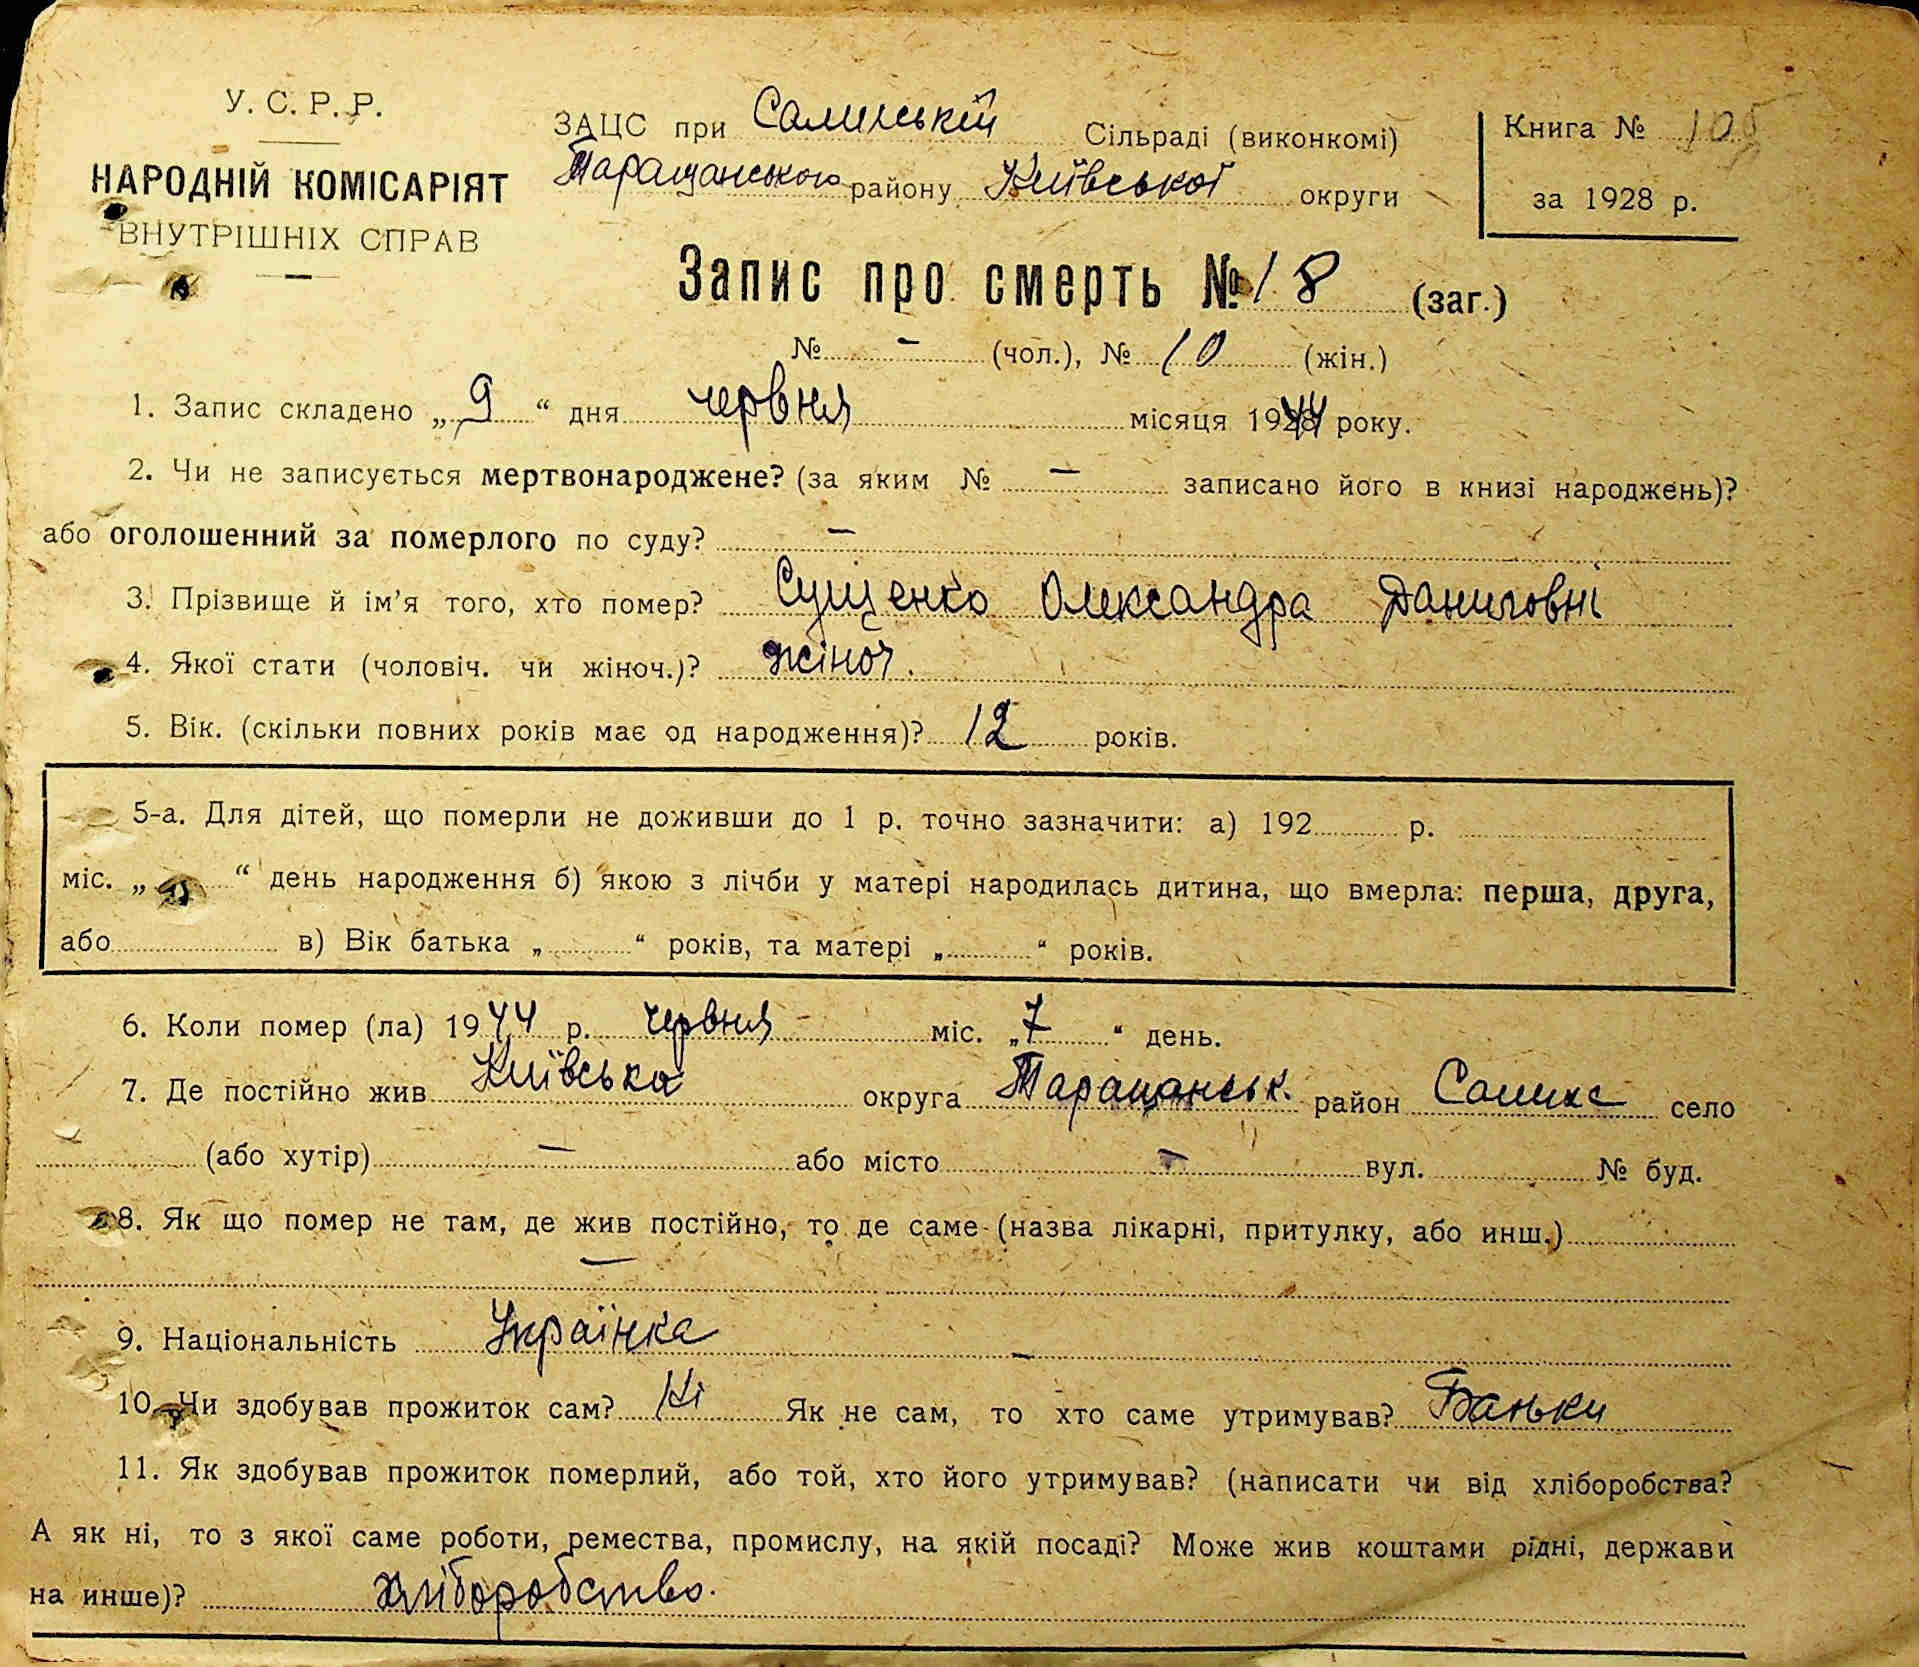 У. С. Р. Р.
НАРОДНІЙ КОМІСАРІЯТ
ВНУТРІШНІХ СПРАВ
ЗАЦС при Салиській Сільраді (виконкомі)
Таращанського району Київської округи
Книга №
за 1928 р.
Запис про смерть № 18 (заг.)
№ – (чол.), № 10 (жін.)
1. Запис складено „ 9 “ дня червня місяця 1944 року.
2. Чи не записується мертвонароджене? (за яким № – записано його в книзі народжень)?
або оголошенний за померлого по суду? –
3. Прізвище й ім’я того, хто помер? Сущенко Олександра Даниловні
4. Якої стати (чоловіч. чи жіноч.)? жіноч.
5. Вік. (скільки повних років має од народження)? 12 років.
5-а. Для дітей, що померли не доживши до 1 р. точно зазначити: а) 192 р.
міс. „ “ день народження б) якою з лічби у матері народилась дитина, що вмерла: перша, друга,
або в) Вік батька „ “ років, та матері „ “ років.
6. Коли помер (ла) 1944 р. червня міс. „ 7 “ день.
7. Де постійно жив Київська округа Таращанськ. район село
(або хутір) – або місто – вул. № буд.
8. Як що помер не там, де жив постійно, то де саме (назва лікарні, притулку, або инш.)
–
9. Національність Українка –
10. Чи здобував прожиток сам? Ні Як не сам, то хто саме утримував? Батьки
11. Як здобував прожиток померлий, або той, хто його утримував? (написати чи від хліборобства?
А як ні, то з якої саме роботи, ремества, промислу, на якій посаді? Може жив коштами рідні, держави
на инше)? хліборобство.